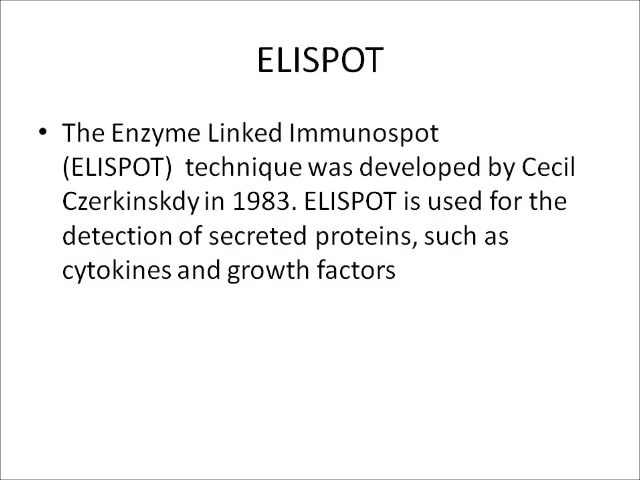 ELISPOT
• The Enzyme Linked Immunospot
(ELISPOT)  technique was developed by Cecil
Czerkinskdy in 1983. ELISPOT is used for the
detection of secreted proteins, such as
cytokines and growth factors